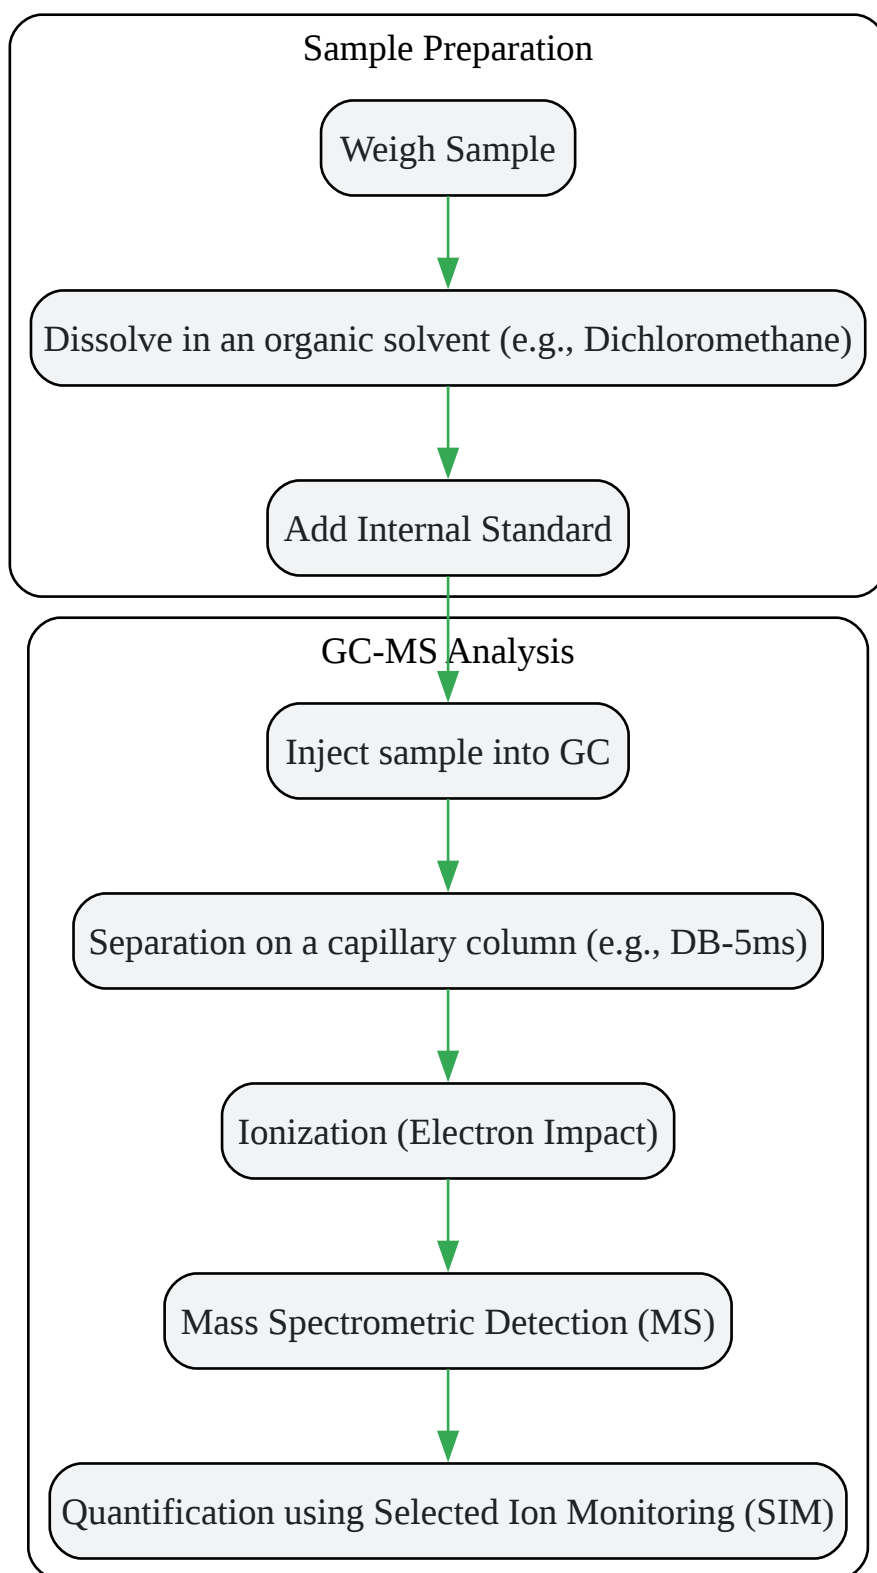 Sample Preparation
Weigh Sample
Dissolve in an organic solvent (e.g., Dichloromethane)
Add Internal Standard
GC-MS Analysis
Inject sample into GC
Separation on a capillary column (e.g., DB-5ms)
Ionization (Electron Impact)
Mass Spectrometric Detection (MS)
Quantification using Selected Ion Monitoring (SIM)